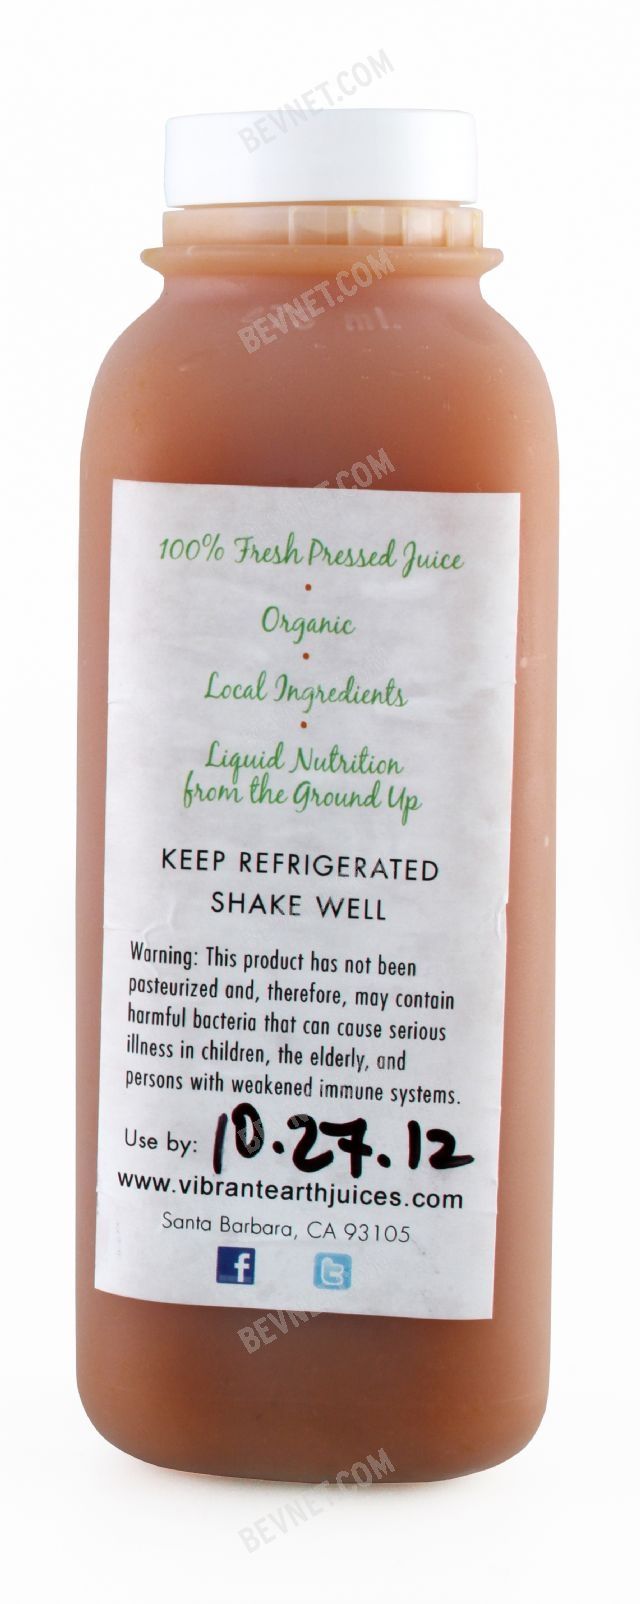 BEVNET.COM
BEVNET.COM
ml.
BEVNET.COM
100% Fresh Pressed Juice
•
Organic
•
Local Ingredients
•
Liquid Nutrition
from the Ground Up
KEEP REFRIGERATED
SHAKE WELL
Warning: This product has not been
pasteurized and, therefore, may contain
harmful bacteria that can cause serious
illness in children, the elderly, and
persons with weakened immune systems.
Use by: 10.27.12
www.vibrantearthjuices.com
Santa Barbara, CA 93105
f t
BEVNET.COM
BEVNET.COM